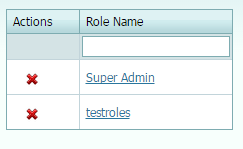 Actions Role Name
Super Admin
testroles